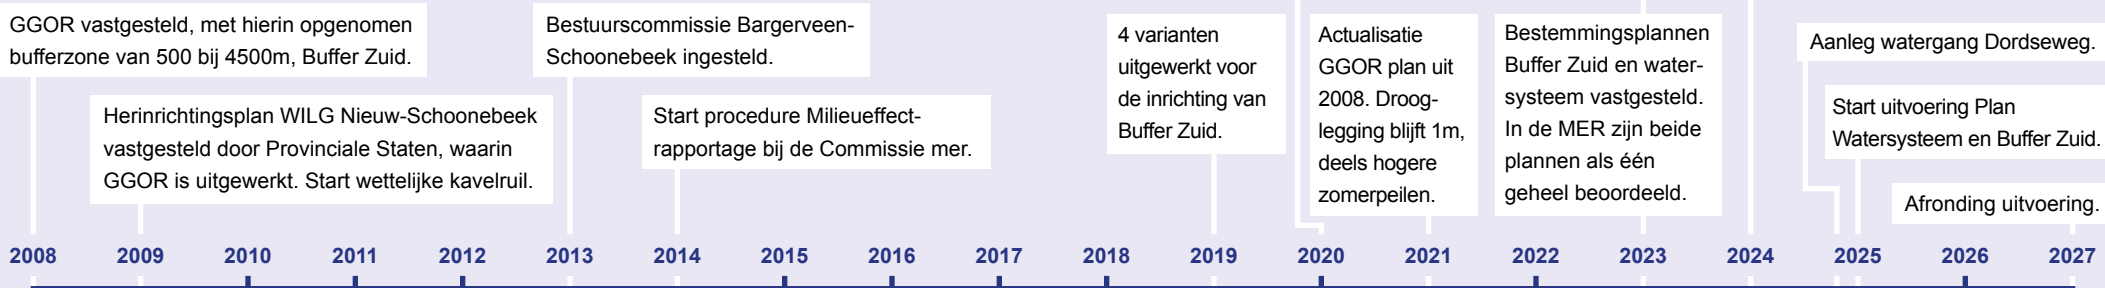 GGOR vastgesteld, met hierin opgenomen
bufferzone van 500 bij 4500m, Buffer Zuid.
Herinrichtingsplan WILG Nieuw-Schoonebeek
vastgesteld door Provinciale Staten, waarin
GGOR is uitgewerkt. Start wettelijke kavelruil.
Bestuurscommissie Bargerveen-
Schoonebeek ingesteld.
Start procedure Milieueffect-
rapportage bij de Commissie mer.
4 varianten
uitgewerkt voor
de inrichting van
Buffer Zuid.
Actualisatie
GGOR plan uit
2008. Droog-
legging blijft 1m,
deels hogere
zomerpeilen.
Bestemmingsplannen
Buffer Zuid en water-
systeem vastgesteld.
In de MER zijn beide
plannen als één
geheel beoordeeld.
Aanleg watergang Dordseweg.
Start uitvoering Plan
Watersysteem en Buffer Zuid.
Afronding uitvoering.
2008 2009 2010 2011 2012 2013 2014 2015 2016 2017 2018 2019 2020 2021 2022 2023 2024 2025 2026 2027